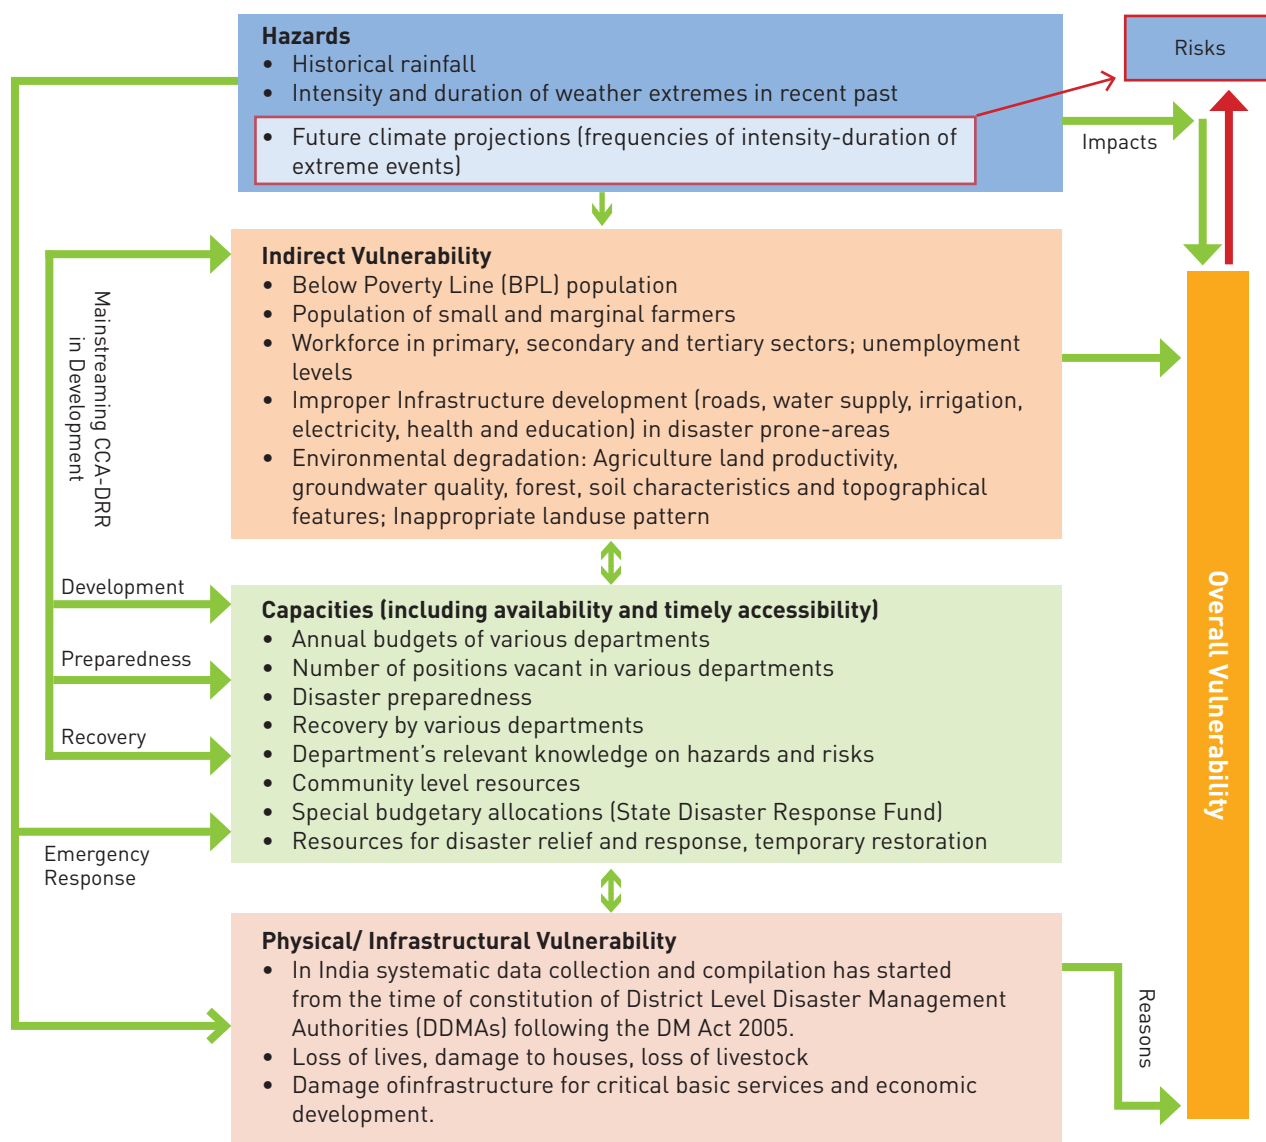 Hazards
• Historical rainfall
• Intensity and duration of weather extremes in recent past
• Future climate projections (frequencies of intensity-duration of
extreme events)
Risks
Impacts
Indirect Vulnerability
• Below Poverty Line (BPL) population
• Population of small and marginal farmers
• Workforce in primary, secondary and tertiary sectors; unemployment
levels
• Improper Infrastructure development (roads, water supply, irrigation,
electricity, health and education) in disaster prone-areas
• Environmental degradation: Agriculture land productivity,
groundwater quality, forest, soil characteristics and topographical
features; Inappropriate landuse pattern
Mainstreaming CCA-DRR
in Development
Development
Preparedness
Recovery
Emergency
Response
Capacities (including availability and timely accessibility)
• Annual budgets of various departments
• Number of positions vacant in various departments
• Disaster preparedness
• Recovery by various departments
• Department’s relevant knowledge on hazards and risks
• Community level resources
• Special budgetary allocations (State Disaster Response Fund)
• Resources for disaster relief and response, temporary restoration
Physical/ Infrastructural Vulnerability
• In India systematic data collection and compilation has started
from the time of constitution of District Level Disaster Management
Authorities (DDMAs) following the DM Act 2005.
• Loss of lives, damage to houses, loss of livestock
• Damage ofinfrastructure for critical basic services and economic
development.
Reasons
Overall Vulnerability